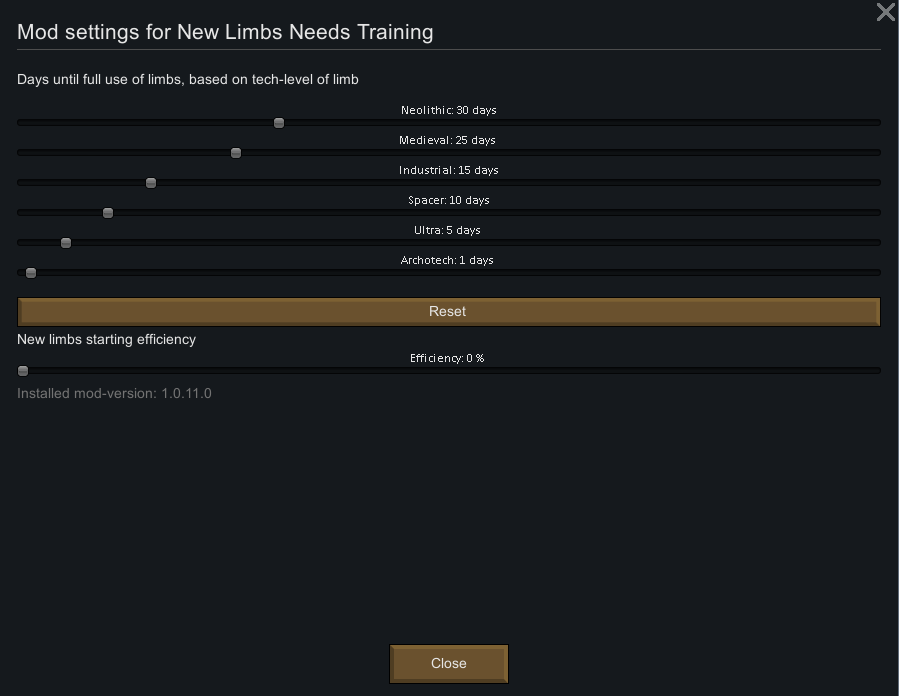 Mod settings for New Limbs Needs Training
Days until full use of limbs, based on tech-level of limb
Neolithic: 30 days
Medieval: 25 days
Industrial: 15 days
Spacer: 10 days
Ultra: 5 days
Archotech: 1 days
Reset
New limbs starting efficiency
Efficiency: 0 %
Installed mod-version: 1.0.11.0
Close